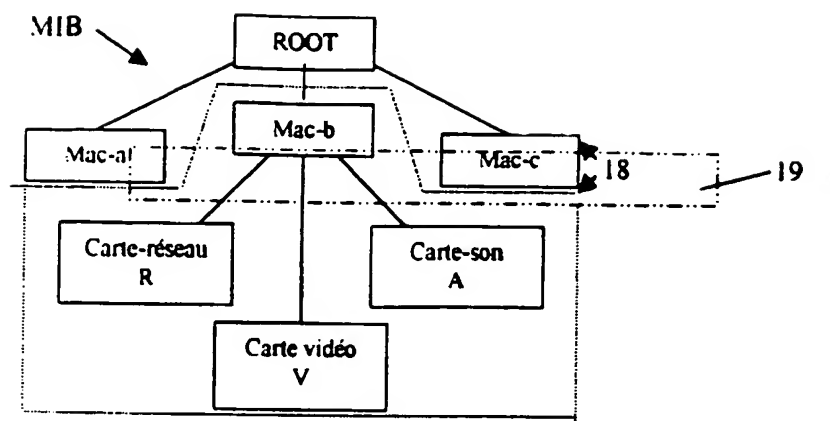 MIB
ROOT
Mac-a
Mac-b
Mac-c
18
19
Carte-réseau
R
Carte-son
A
Carte vidéo
V